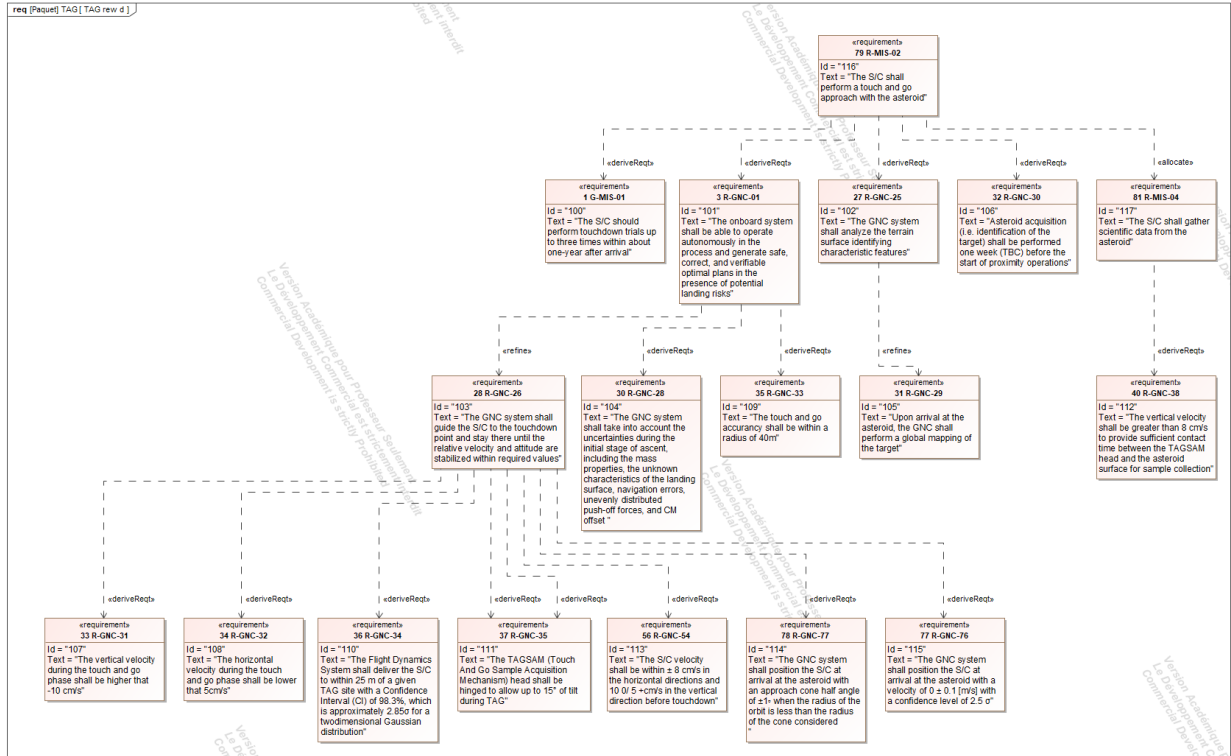 req [Paquet] TAG [ TAG rew d ]
«requirement»
79 R-MIS-02
Id = "116"
Text = "The S/C shall
perform a touch and go
approach with the asteroid"
«deriveReqt»
«deriveReqt»
«deriveReqt»
«deriveReqt»
«allocate»
«requirement»
1 G-MIS-01
Id = "100"
Text = "The S/C should
perform touchdown trials up
to three times within about
one-year after arrival"
«requirement»
3 R-GNC-01
Id = "101"
Text = "The onboard system
shall be able to operate
autonomously in the
process and generate safe,
correct, and verifiable
optimal plans in the
presence of potential
landing risks"
«requirement»
27 R-GNC-25
Id = "102"
Text = "The GNC system
shall analyze the terrain
surface identifying
characteristic features"
«requirement»
32 R-GNC-30
Id = "106"
Text = "Asteroid acquisition
(i.e. identification of the
target) shall be performed
one week (TBC) before the
start of proximity operations"
«requirement»
81 R-MIS-04
Id = "117"
Text = "The S/C shall gather
scientific data from the
asteroid"
«refine»
«deriveReqt»
«deriveReqt»
«refine»
«deriveReqt»
«requirement»
28 R-GNC-26
Id = "103"
Text = "The GNC system shall
guide the S/C to the touchdown
point and stay there until the
relative velocity and attitude are
stabilized within required values"
«requirement»
30 R-GNC-28
Id = "104"
Text = "The GNC system
shall take into account the
uncertainties during the
initial stage of ascent,
including the mass
properties, the unknown
characteristics of the landing
surface, navigation errors,
unevenly distributed
push-off forces, and CM
offset "
«requirement»
35 R-GNC-33
Id = "109"
Text = "The touch and go
accurancy shall be within a
radius of 40m"
«requirement»
31 R-GNC-29
Id = "105"
Text = "Upon arrival at the
asteroid, the GNC shall
perform a global mapping of
the target"
«requirement»
40 R-GNC-38
Id = "112"
Text = "The vertical velocity
shall be greater than 8 cm/s
to provide sufficient contact
time between the TAGSAM
head and the asteroid
surface for sample collection"
«deriveReqt»
«deriveReqt»
«deriveReqt»
«deriveReqt»
«deriveReqt»
«deriveReqt»
«deriveReqt»
«deriveReqt»
«requirement»
33 R-GNC-31
Id = "107"
Text = "The vertical velocity
during the touch and go
phase shall be higher that
-10 cm/s"
«requirement»
34 R-GNC-32
Id = "108"
Text = "The horizontal
velocity during the touch
and go phase shall be lower
that 5cm/s"
«requirement»
36 R-GNC-34
Id = "110"
Text = "The Flight Dynamics
System shall deliver the S/C
to within 25 m of a given
TAG site with a Confidence
Interval (CI) of 98.3%, which
is approximately 2.85σ for a
twodimensional Gaussian
distribution"
«requirement»
37 R-GNC-35
Id = "111"
Text = "The TAGSAM (Touch
And Go Sample Acquisition
Mechanism) head shall be
hinged to allow up to 15° of tilt
during TAG"
«requirement»
56 R-GNC-54
Id = "113"
Text = "The S/C velocity
shall be within ± 8 cm/s in
the horizontal directions and
10 0/ 5 +cm/s in the vertical
direction before touchdown"
«requirement»
78 R-GNC-77
Id = "114"
Text = "The GNC system
shall position the S/C at
arrival at the asteroid with
an approach cone half angle
when the radius of the
orbit is less than the radius
of the cone considered
"
«requirement»
77 R-GNC-76
Id = "115"
Text = "The GNC system
shall position the S/C at
arrival at the asteroid with a
velocity of 0 ± 0.1 [m/s] with
a confidence level of 2.5 σ"
Version Académique pour Professeur Seulement
Le Développement Commercial est strictement interdit
Commercial Development is strictly Prohibited